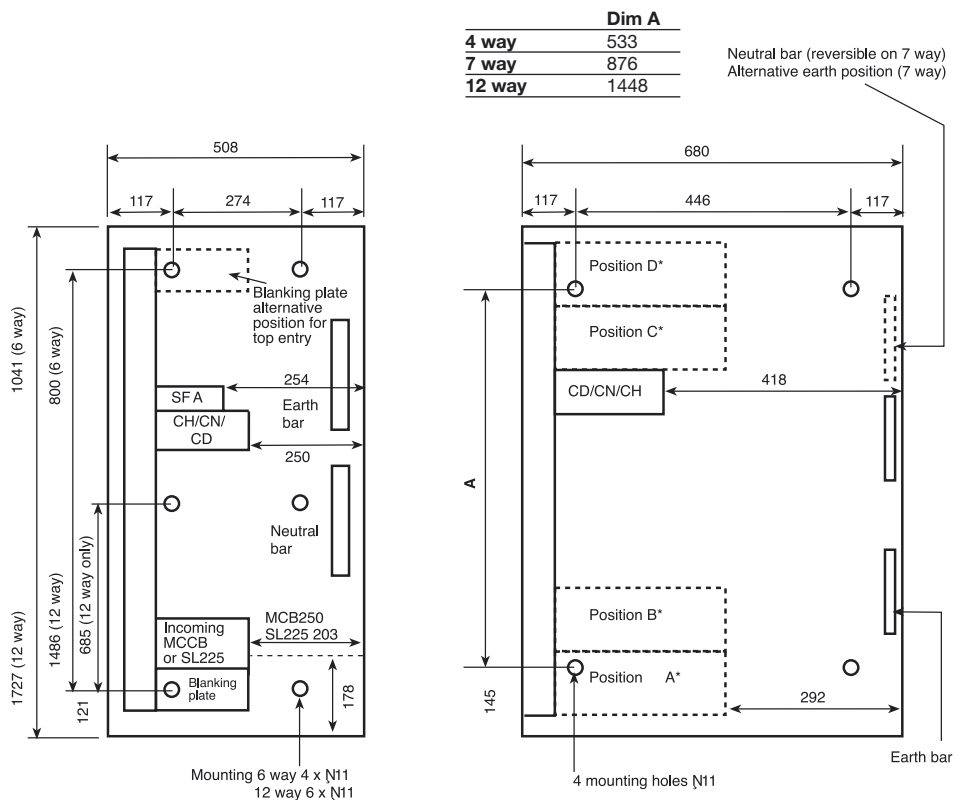 Dim A
4 way 533
7 way 876
12 way 1448
Neutral bar (reversible on 7 way)
Alternative earth position (7 way)
508
117 274 117
1041 (6 way)
800 (6 way)
Blanking plate
alternative
position for
top entry
254
SFA
Earth
bar
CH/CN/
CD
250
Neutral
bar
1727 (12 way)
1486 (12 way)
685 (12 way only)
121
Incoming
MCCB
or SL225
MCB250
SL225 203
Blanking
plate
178
Mounting 6 way 4 x Ņ11
12 way 6 x Ņ11
680
117 446 117
Position D*
Position C*
CD/CN/CH
418
A
Position B*
Position A*
145
292
4 mounting holes Ņ11
Earth bar